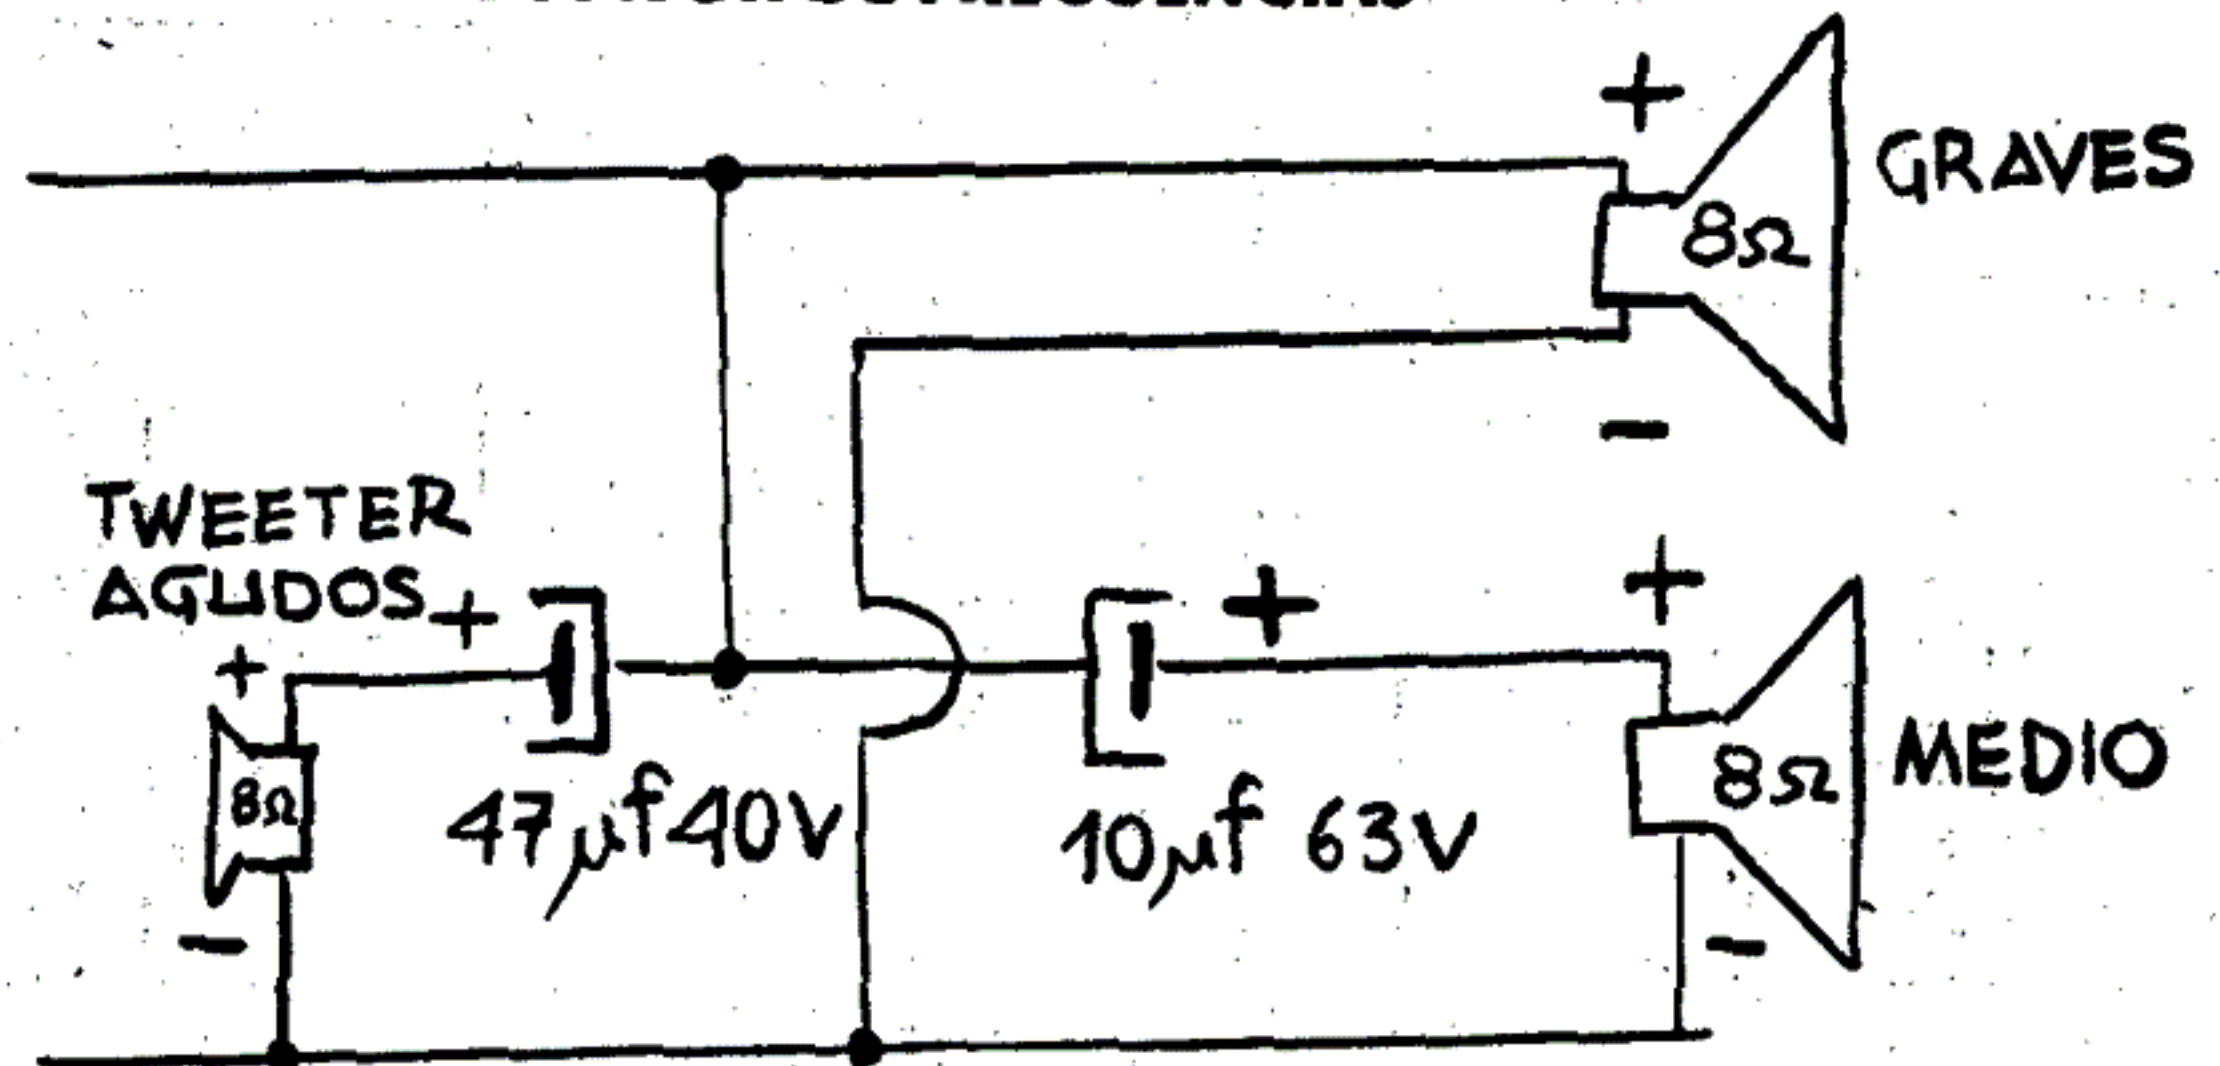 +
GRAVES
8Ω
-
TWEETER
AGUDOS
+
+
8Ω
-
47µf 40V
+
10µf 63V
+
8Ω
MEDIO
-